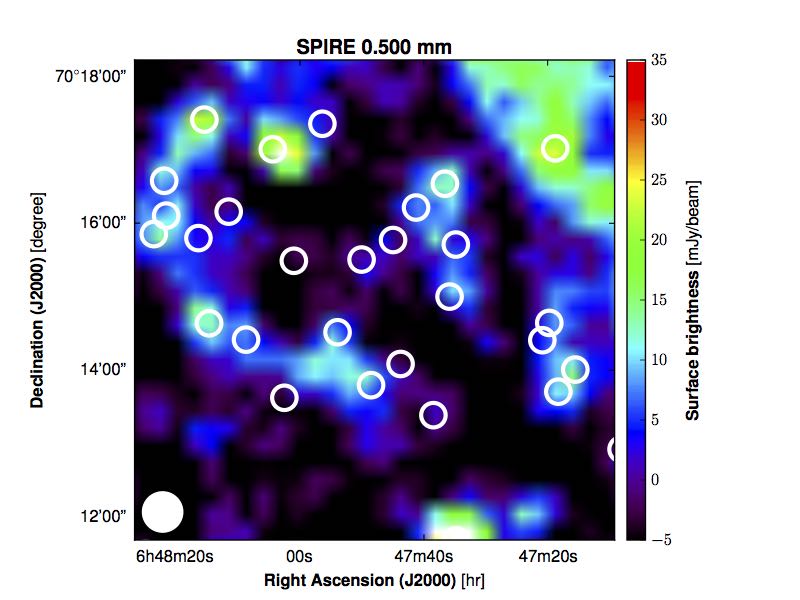 SPIRE 0.500 mm
70°18′00″
16′00″
14′00″
12′00″
6h48m20s 00s 47m40s 47m20s
Right Ascension (J2000) [hr]
Declination (J2000) [degree]
35
30
25
20
15
10
5
0
−5
Surface brightness [mJy/beam]